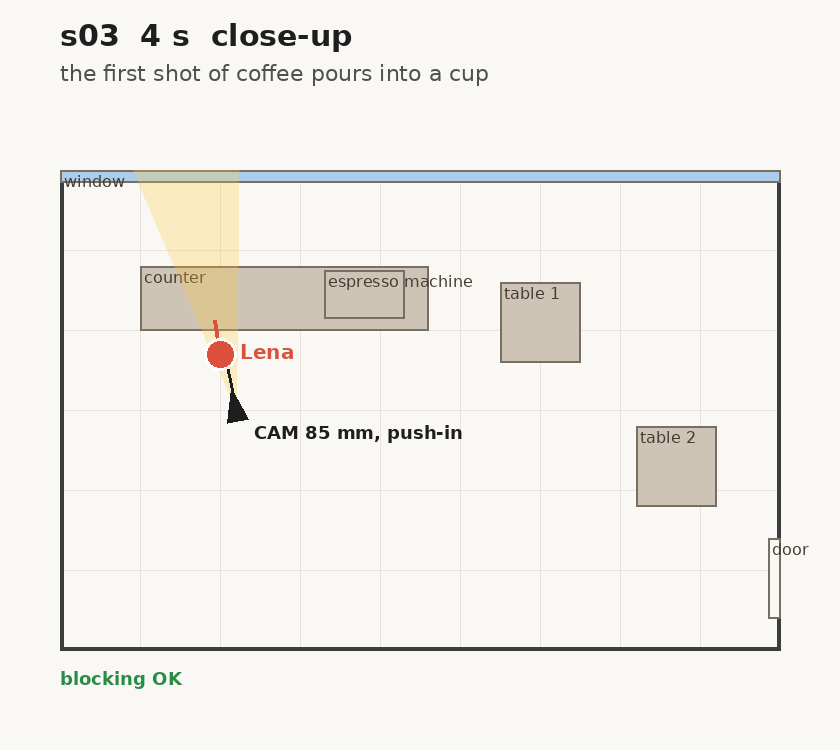 s03  4 s  close-up
the first shot of coffee pours into a cup
window
counter
espresso machine
table 1
Lena
CAM 85 mm, push-in
table 2
door
blocking OK